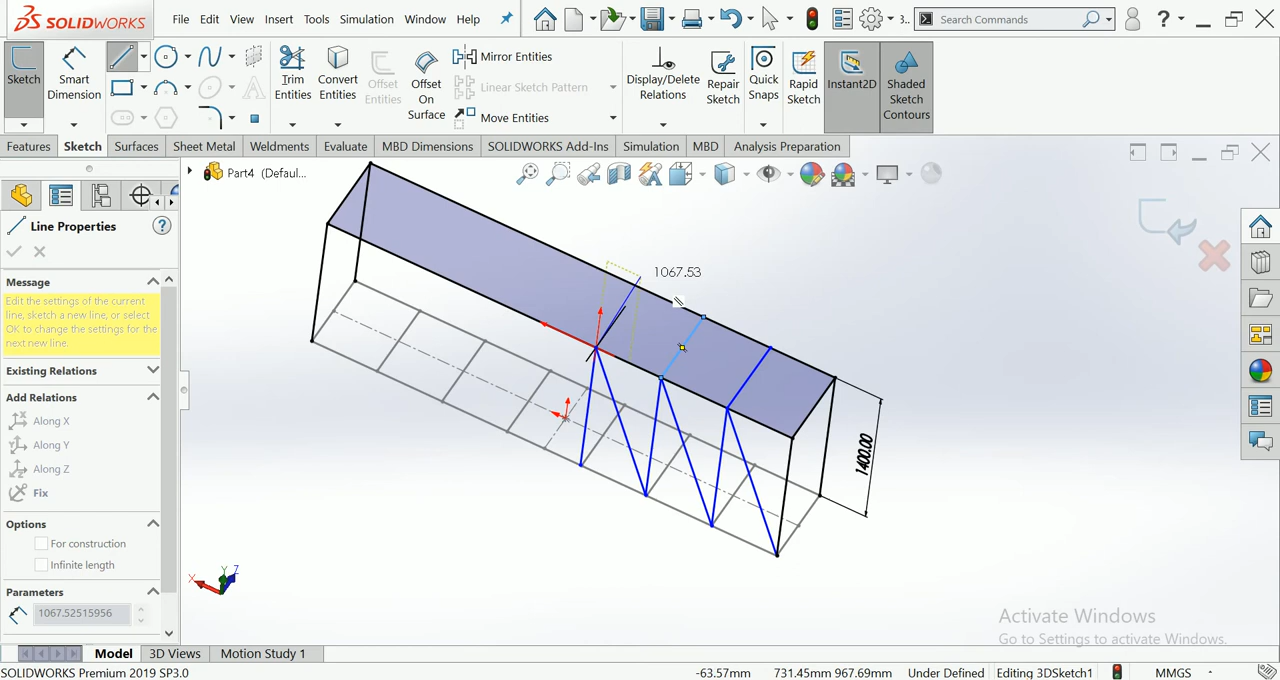 SOLIDWORKS
File Edit View Insert Tools Simulation Window Help
3..
Search Commands
?
Sketch
Smart Dimension
Trim Entities
Convert Entities
Offset Entities
Offset On Surface
Mirror Entities
Linear Sketch Pattern
Move Entities
Display/Delete Relations
Repair Sketch
Quick Snaps
Rapid Sketch
Instant2D
Shaded Sketch Contours
Features Sketch Surfaces Sheet Metal Weldments Evaluate MBD Dimensions SOLIDWORKS Add-Ins Simulation MBD Analysis Preparation
Part4 (Defaul...
Line Properties
?
Message
Edit the settings of the current
line, sketch a new line, or select
OK to change the settings for the
next new line.
Existing Relations
Add Relations
Along X
Along Y
Along Z
Fix
Options
For construction
Infinite length
Parameters
1067.52515956
1067.53
1400.00
X Y Z
Activate Windows
Go to Settings to activate Windows.
Model 3D Views Motion Study 1
SOLIDWORKS Premium 2019 SP3.0
-63.57mm 731.45mm 967.69mm Under Defined Editing 3DSketch1 MMGS